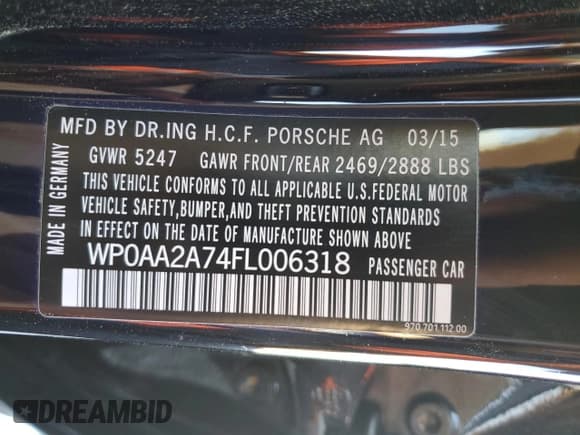 MFD BY DR.ING H.C.F. PORSCHE AG 03/15
GVWR 5247 GAWR FRONT/REAR 2469/2888 LBS
THIS VEHICLE CONFORMS TO ALL APPLICABLE U.S.FEDERAL MOTOR
VEHICLE SAFETY,BUMPER,AND THEFT PREVENTION STANDARDS
IN EFFECT ON THE DATE OF MANUFACTURE SHOWN ABOVE
WP0AA2A74FL006318 PASSENGER CAR
970.701.112.00
MADE IN GERMANY
DREAMBID